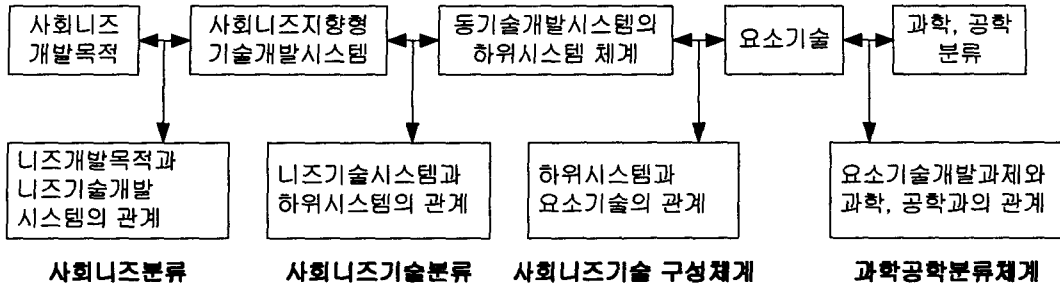 사회니즈
개발목적
사회니즈지향형
기술개발시스템
동기술개발시스템의
하위시스템 체계
요소기술
과학, 공학
분류
니즈개발목적과
니즈기술개발
시스템의 관계
니즈기술시스템과
하위시스템의 관계
하위시스템과
요소기술의 관계
요소기술개발과제와
과학, 공학과의 관계
사회니즈분류
사회니즈기술분류
사회니즈기술 구성체계
과학공학분류체계